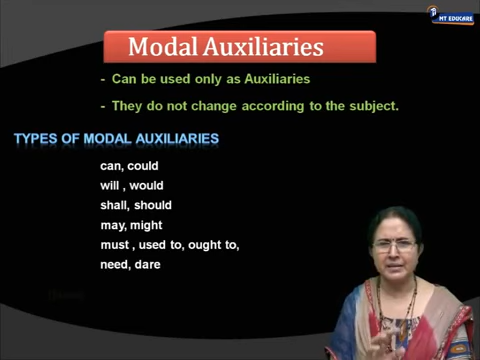 MT EDUCARE
Modal Auxiliaries
- Can be used only as Auxiliaries
- They do not change according to the subject.
TYPES OF MODAL AUXILIARIES
can, could
will , would
shall, should
may, might
must , used to, ought to,
need, dare